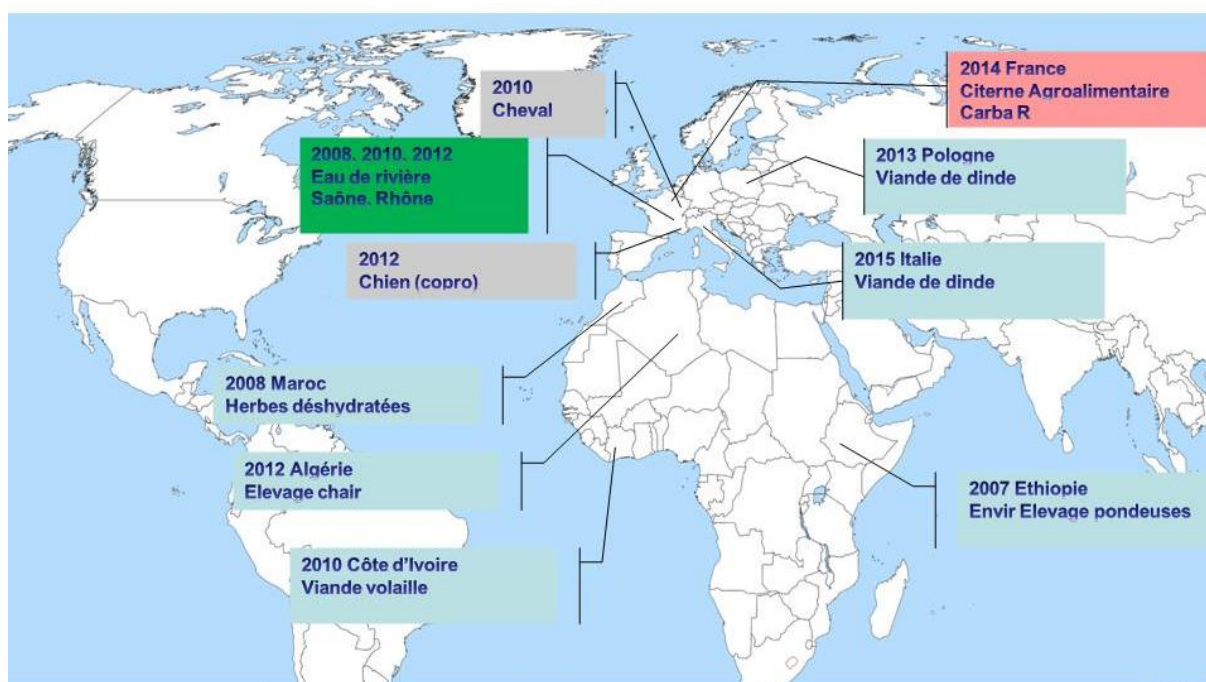 2014 France
Citerne Agroalimentaire
Carba R
2010
Cheval
2008. 2010. 2012
Eau de rivière
Saône. Rhône
2013 Pologne
Viande de dinde
2012
Chien (copro)
2015 Italie
Viande de dinde
2008 Maroc
Herbes déshydratées
2012 Algérie
Elevage chair
2007 Ethiopie
Envir Elevage pondeuses
2010 Côte d'Ivoire
Viande volaille